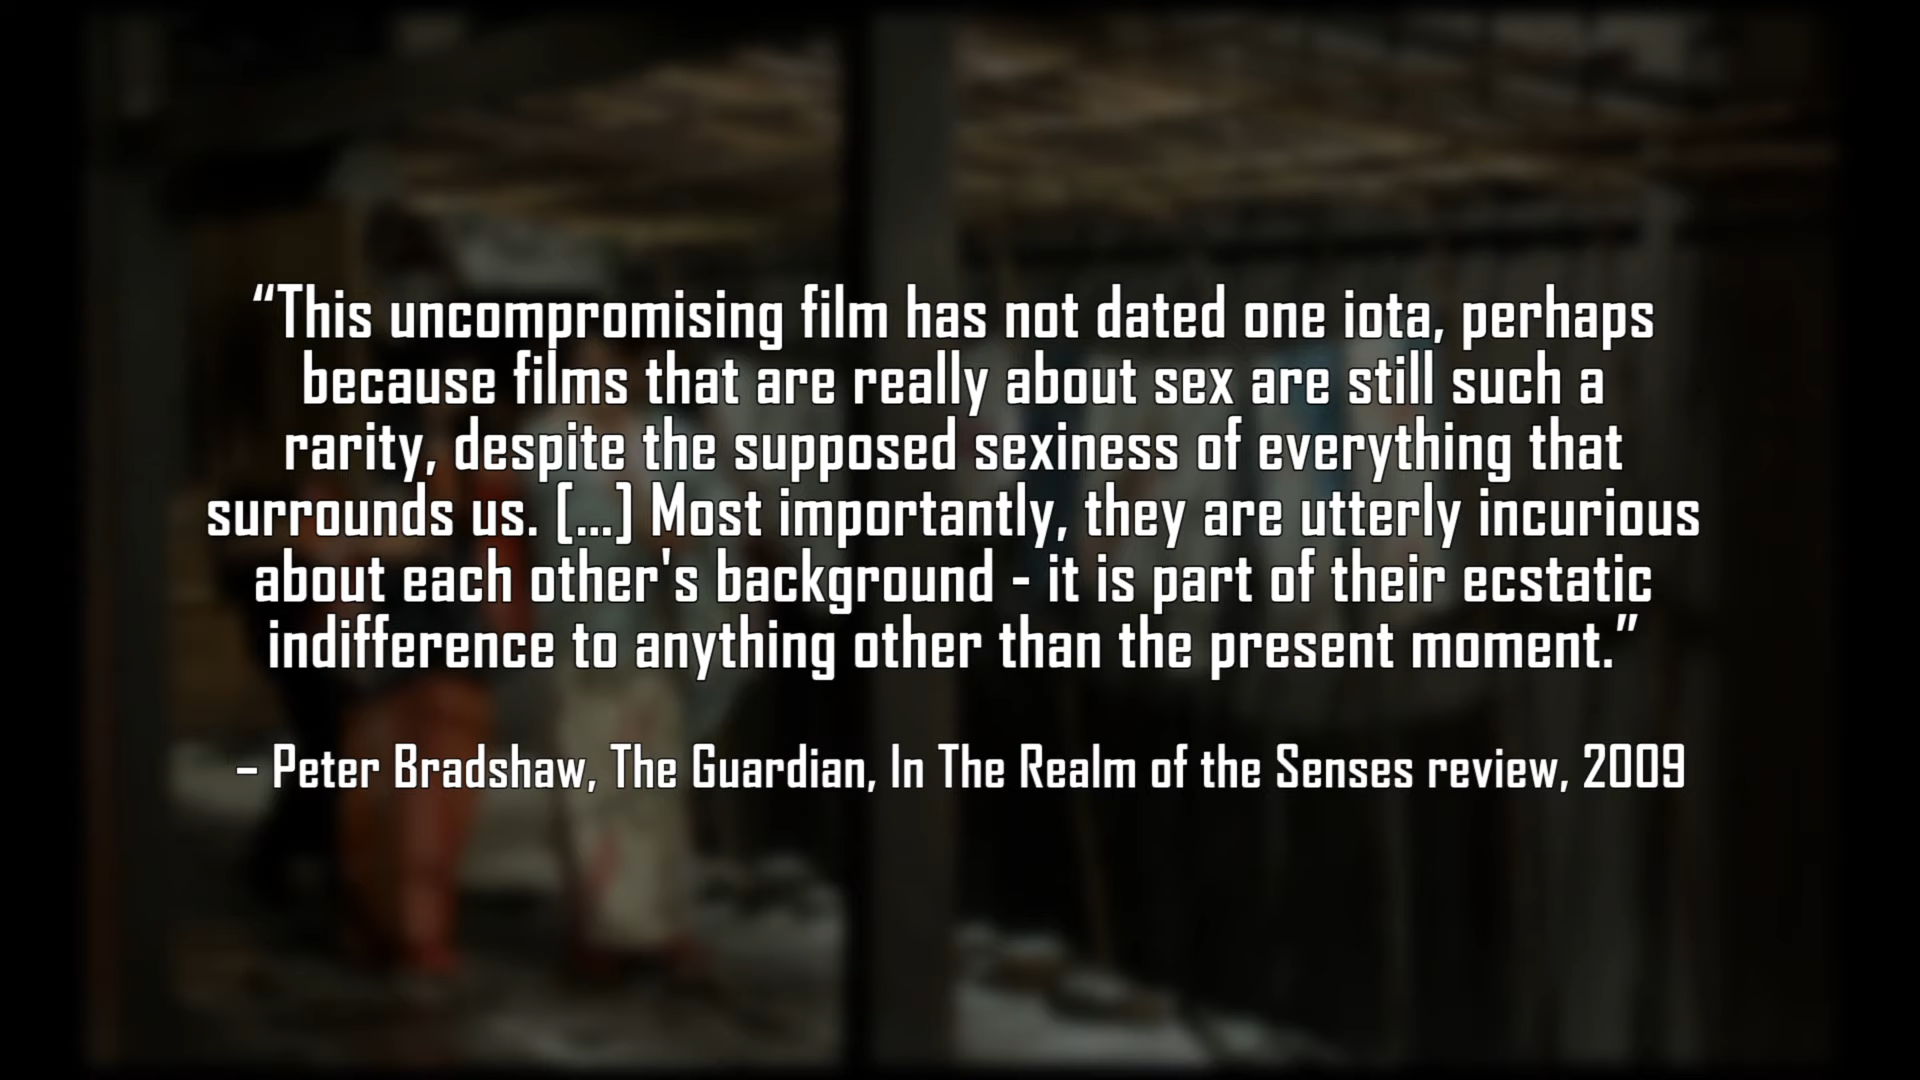 “This uncompromising film has not dated one iota, perhaps
because films that are really about sex are still such a
rarity, despite the supposed sexiness of everything that
surrounds us. [...] Most importantly, they are utterly incurious
about each other's background - it is part of their ecstatic
indifference to anything other than the present moment.”
– Peter Bradshaw, The Guardian, In The Realm of the Senses review, 2009